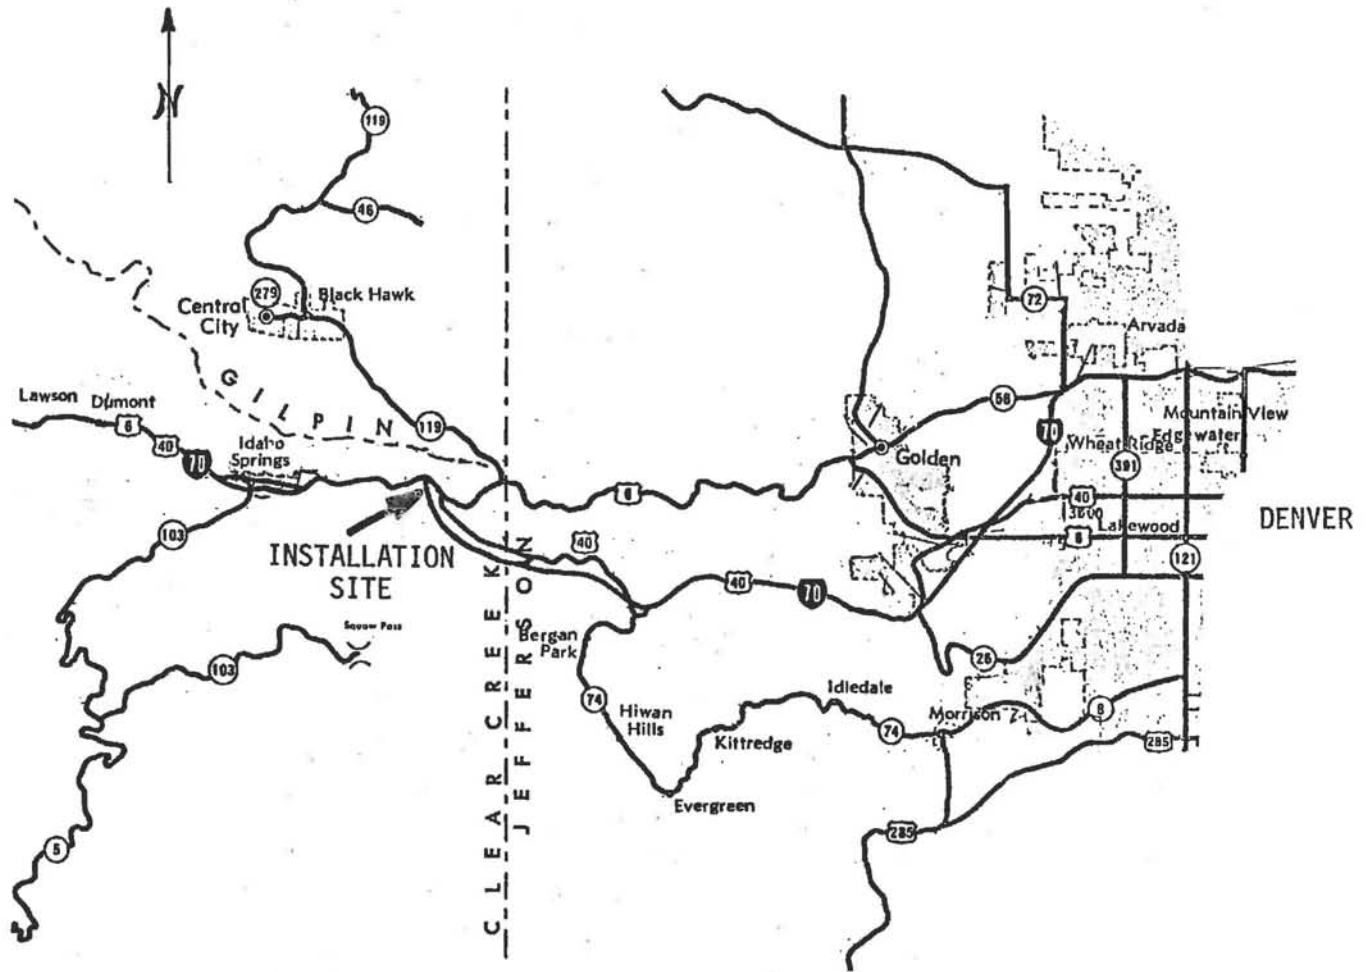 N
119
46
279
Black Hawk
Central
City
72
Arvada
GILPIN
Lawson
Dumont
6
40
70
Idaho
Springs
119
58
70
Mountain View
Wheat Ridge
Edgewater
Golden
391
6
40
3600
Lakewood
6
DENVER
103
INSTALLATION
SITE
40
40
70
121
Squaw Pass
Bergan
Park
26
103
74
Hiwan
Hills
Idledale
Kittredge
74
Morrison
8
285
Evergreen
285
5
CLEAR CREEK
JEFFERSON